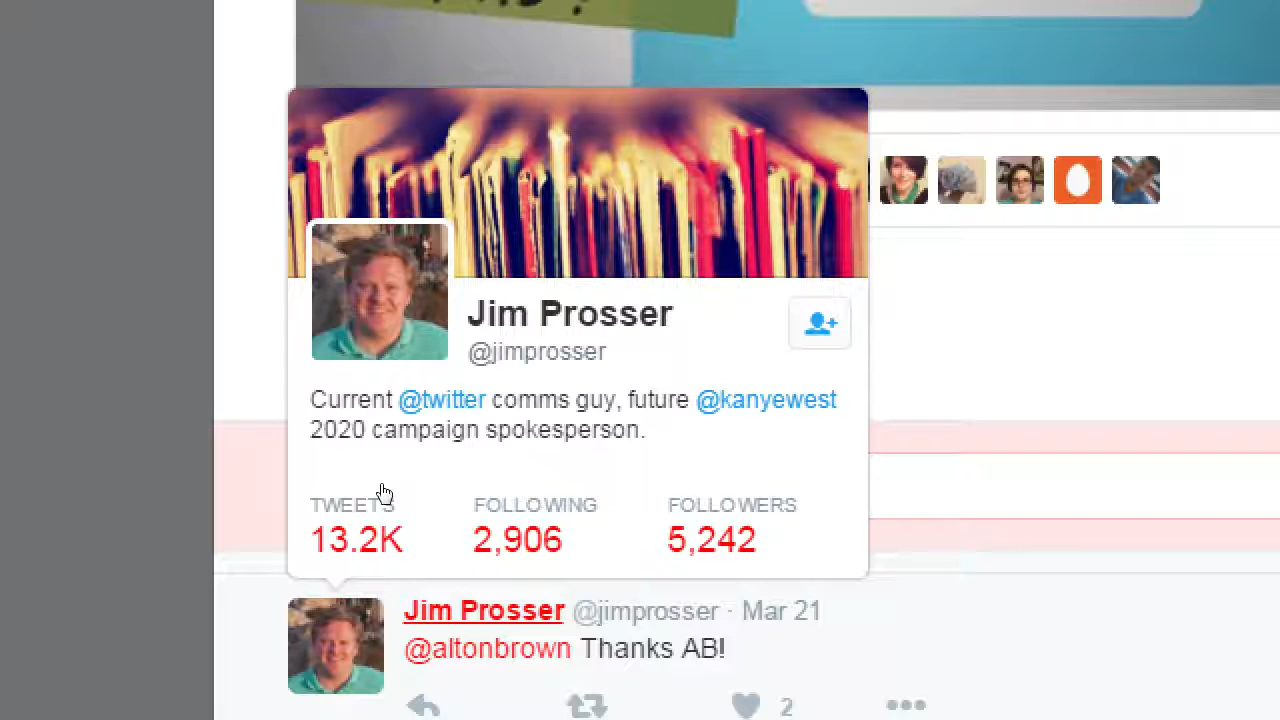 Jim Prosser
@jimprosser
Current @twitter comms guy, future @kanyewest
2020 campaign spokesperson.
TWEETS FOLLOWING FOLLOWERS
13.2K 2,906 5,242
Jim Prosser @jimprosser · Mar 21
@altonbrown Thanks AB!
2